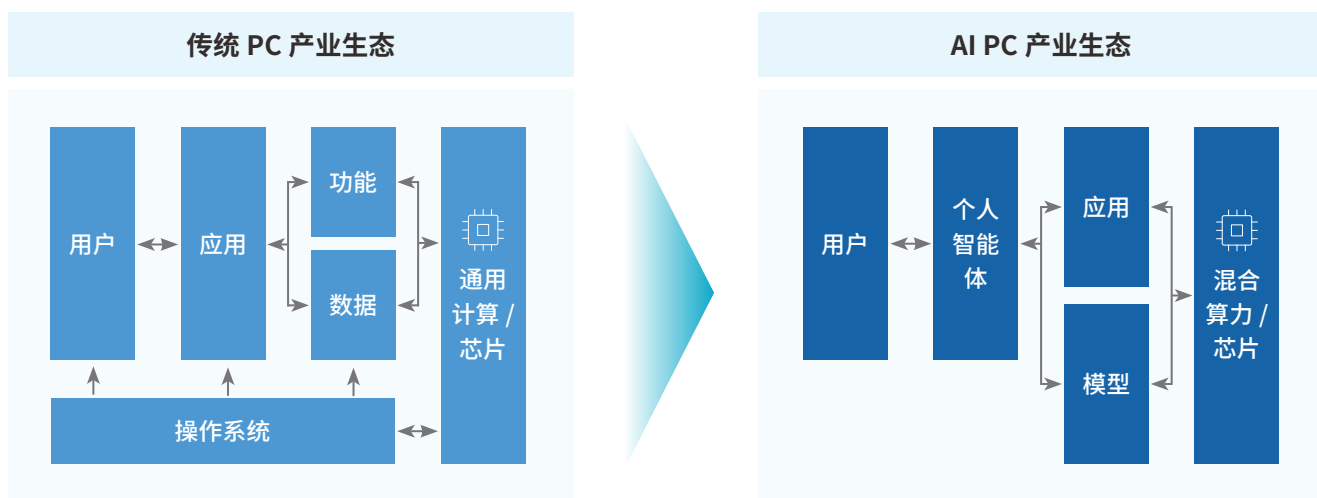 传统 PC 产业生态
用户
应用
功能
数据
通用
计算 /
芯片
操作系统
AI PC 产业生态
用户
个人
智能
体
应用
模型
混合
算力 /
芯片